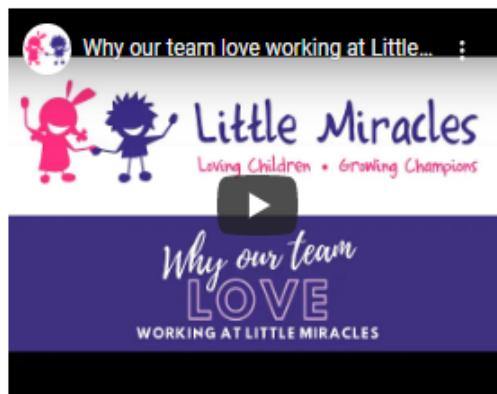 Why our team love working at Little...
Little Miracles
Loving Children • Growing Champions
Why our team
LOVE
WORKING AT LITTLE MIRACLES